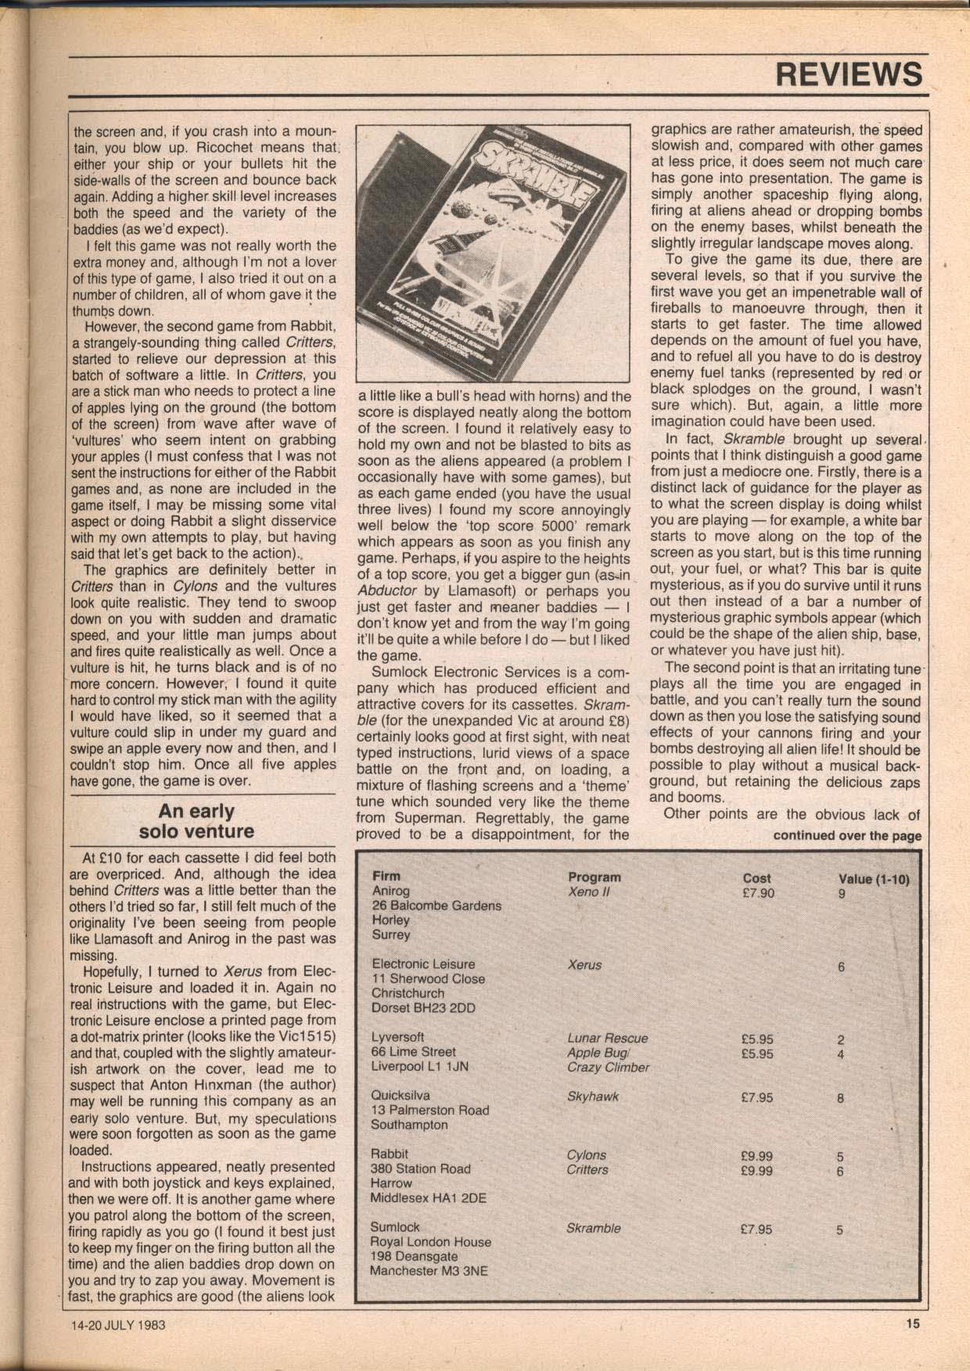 REVIEWS
the screen and, if you crash into a moun-
tain, you blow up. Ricochet means that
either your ship or your bullets hit the
side-walls of the screen and bounce back
again. Adding a higher skill level increases
both the speed and the variety of the
baddies (as we'd expect).
I felt this game was not really worth the
extra money and, although I'm not a lover
of this type of game, I also tried it out on a
number of children, all of whom gave it the
thumbs down.
However, the second game from Rabbit,
a strangely-sounding thing called Critters,
started to relieve our depression at this
batch of software a little. In Critters, you
are a stick man who needs to protect a line
of apples lying on the ground (the bottom
of the screen) from wave after wave of
'vultures' who seem intent on grabbing
your apples (I must confess that I was not
sent the instructions for either of the Rabbit
games and, as none are included in the
game itself, I may be missing some vital
aspect or doing Rabbit a slight disservice
with my own attempts to play, but having
said that let's get back to the action).
The graphics are definitely better in
Critters than in Cylons and the vultures
look quite realistic. They tend to swoop
down on you with sudden and dramatic
speed, and your little man jumps about
and fires quite realistically as well. Once a
vulture is hit, he turns black and is of no
more concern. However, I found it quite
hard to control my stick man with the agility
I would have liked, so it seemed that a
vulture could slip in under my guard and
swipe an apple every now and then, and I
couldn't stop him. Once all five apples
have gone, the game is over.
An early
solo venture
At £10 for each cassette I did feel both
are overpriced. And, although the idea
behind Critters was a little better than the
others I'd tried so far, I still felt much of the
originality I've been seeing from people
like Llamasoft and Anirog in the past was
missing.
Hopefully, I turned to Xerus from Elec-
tronic Leisure and loaded it in. Again no
real instructions with the game, but Elec-
tronic Leisure enclose a printed page from
a dot-matrix printer (looks like the Vic1515)
and that, coupled with the slightly amateur-
ish artwork on the cover, lead me to
suspect that Anton Hinxman (the author)
may well be running this company as an
early solo venture. But, my speculations
were soon forgotten as soon as the game
loaded.
Instructions appeared, neatly presented
and with both joystick and keys explained,
then we were off. It is another game where
you patrol along the bottom of the screen,
firing rapidly as you go (I found it best just
to keep my finger on the firing button all the
time) and the alien baddies drop down on
you and try to zap you away. Movement is
fast, the graphics are good (the aliens look
SKRAMBLE
a little like a bull's head with horns) and the
score is displayed neatly along the bottom
of the screen. I found it relatively easy to
hold my own and not be blasted to bits as
soon as the aliens appeared (a problem I
occasionally have with some games), but
as each game ended (you have the usual
three lives) I found my score annoyingly
well below the 'top score 5000' remark
which appears as soon as you finish any
game. Perhaps, if you aspire to the heights
of a top score, you get a bigger gun (as in
Abductor by Llamasoft) or perhaps you
just get faster and meaner baddies — I
don't know yet and from the way I'm going
it'll be quite a while before I do — but I liked
the game.
Sumlock Electronic Services is a com-
pany which has produced efficient and
attractive covers for its cassettes. Skram-
ble (for the unexpanded Vic at around £8)
certainly looks good at first sight, with neat
typed instructions, lurid views of a space
battle on the front and, on loading, a
mixture of flashing screens and a 'theme'
tune which sounded very like the theme
from Superman. Regrettably, the game
proved to be a disappointment, for the
graphics are rather amateurish, the speed
slowish and, compared with other games
at less price, it does seem not much care
has gone into presentation. The game is
simply another spaceship flying along,
firing at aliens ahead or dropping bombs
on the enemy bases, whilst beneath the
slightly irregular landscape moves along.
To give the game its due, there are
several levels, so that if you survive the
first wave you get an impenetrable wall of
fireballs to manoeuvre through, then it
starts to get faster. The time allowed
depends on the amount of fuel you have,
and to refuel all you have to do is destroy
enemy fuel tanks (represented by red or
black splodges on the ground, I wasn't
sure which). But, again, a little more
imagination could have been used.
In fact, Skramble brought up several
points that I think distinguish a good game
from just a mediocre one. Firstly, there is a
distinct lack of guidance for the player as
to what the screen display is doing whilst
you are playing — for example, a white bar
starts to move along on the top of the
screen as you start, but is this time running
out, your fuel, or what? This bar is quite
mysterious, as if you do survive until it runs
out then instead of a bar a number of
mysterious graphic symbols appear (which
could be the shape of the alien ship, base,
or whatever you have just hit).
The second point is that an irritating tune
plays all the time you are engaged in
battle, and you can't really turn the sound
down as then you lose the satisfying sound
effects of your cannons firing and your
bombs destroying all alien life! It should be
possible to play without a musical back-
ground, but retaining the delicious zaps
and booms.
Other points are the obvious lack of
continued over the page
Firm Program Cost Value (1-10)
Anirog Xeno II £7.90 9
26 Balcombe Gardens
Horley
Surrey
Electronic Leisure Xerus 6
11 Sherwood Close
Christchurch
Dorset BH23 2DD
Lyversoft Lunar Rescue £5.95 2
66 Lime Street Apple Bug £5.95 4
Liverpool L1 1JN Crazy Climber
Quicksilva Skyhawk £7.95 8
13 Palmerston Road
Southampton
Rabbit Cylons £9.99 5
380 Station Road Critters £9.99 6
Harrow
Middlesex HA1 2DE
Sumlock Skramble £7.95 5
Royal London House
198 Deansgate
Manchester M3 3NE
14-20 JULY 1983
15